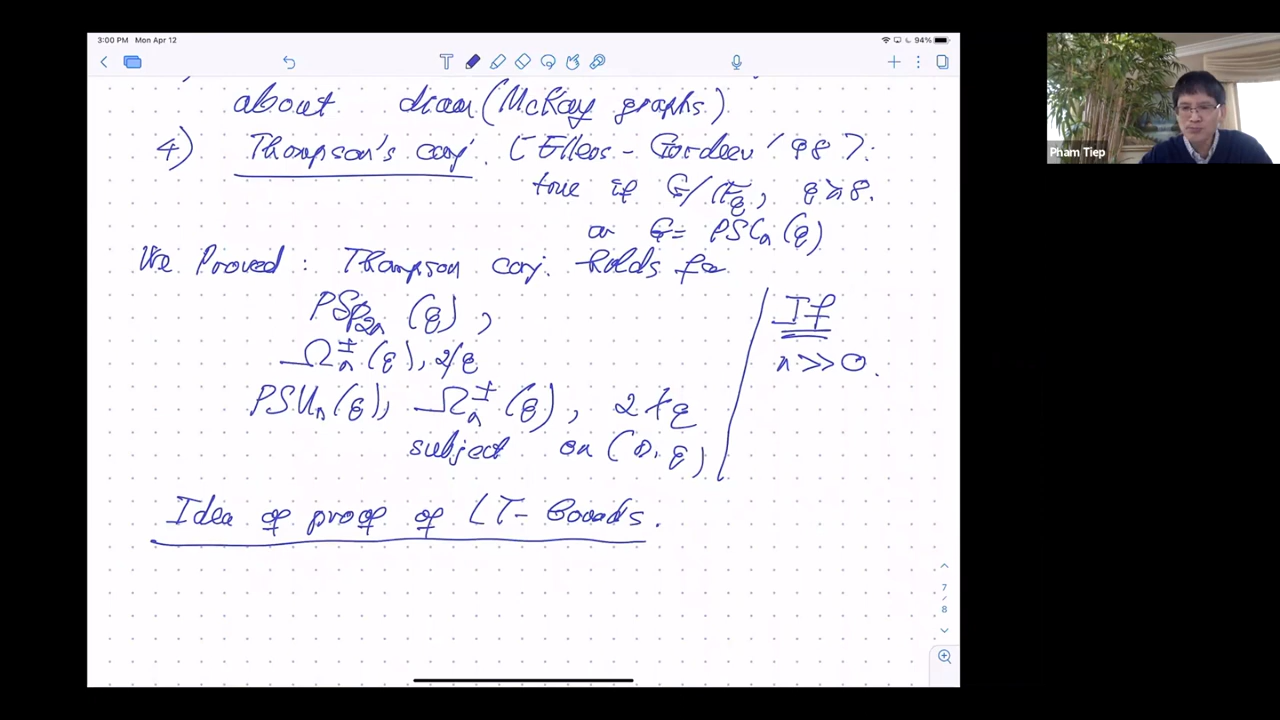 3:00 PM Mon Apr 12
94%
about diam (McKay graphs)
4) Thompson's conj. (Ellers - Gordeev '98):
true if G/F_q, q ≥ 8.
or G = PSL_n(q)
We Proved: Thompson conj. holds for
PSp_2n(q),
Ω^±_n(q), 2|q
PSU_n(q), Ω^±_n(q), 2∤q
subject on (n, q)
If
n >> 0.
Idea of proof of LT-Bounds.
7
/
8
Pham Tiep